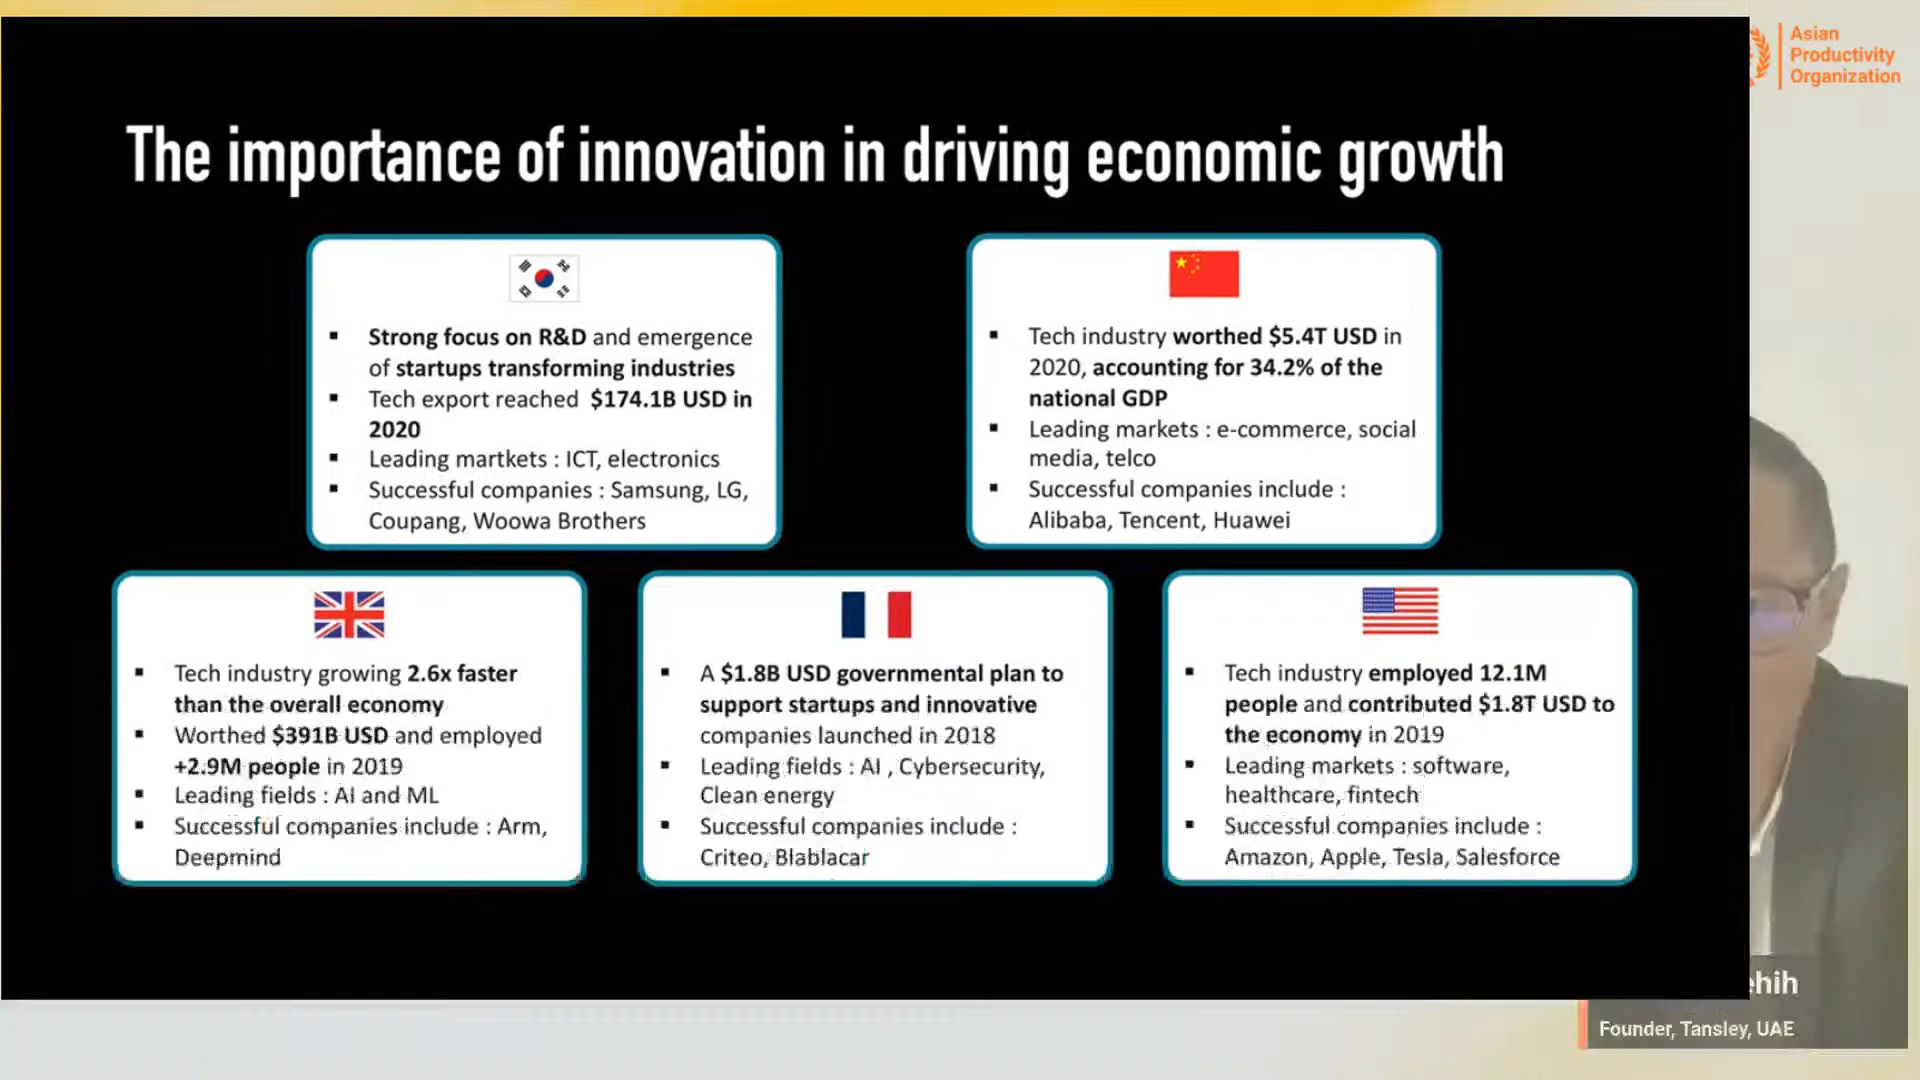 Asian
Productivity
Organization
The importance of innovation in driving economic growth
Strong focus on R&D and emergence
of startups transforming industries
Tech export reached $174.1B USD in
2020
Leading martkets : ICT, electronics
Successful companies : Samsung, LG,
Coupang, Woowa Brothers
Tech industry worthed $5.4T USD in
2020, accounting for 34.2% of the
national GDP
Leading markets : e-commerce, social
media, telco
Successful companies include :
Alibaba, Tencent, Huawei
Tech industry growing 2.6x faster
than the overall economy
Worthed $391B USD and employed
+2.9M people in 2019
Leading fields : AI and ML
Successful companies include : Arm,
Deepmind
A $1.8B USD governmental plan to
support startups and innovative
companies launched in 2018
Leading fields : AI , Cybersecurity,
Clean energy
Successful companies include :
Criteo, Blablacar
Tech industry employed 12.1M
people and contributed $1.8T USD to
the economy in 2019
Leading markets : software,
healthcare, fintech
Successful companies include :
Amazon, Apple, Tesla, Salesforce
Founder, Tansley, UAE